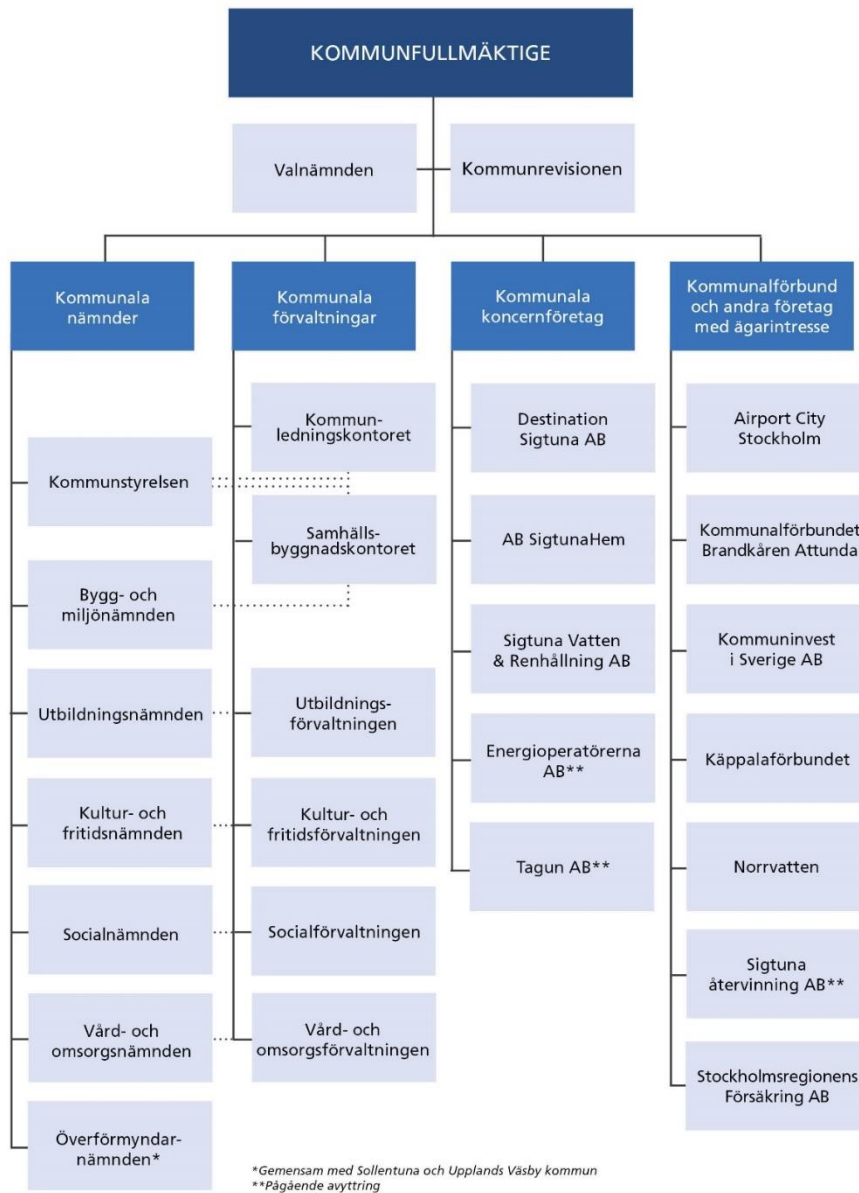 KOMMUNFULLMÄKTIGE
Valnämnden
Kommunrevisionen
Kommunala
nämnder
Kommunstyrelsen
Bygg- och
miljönämnden
Utbildningsnämnden
Kultur- och
fritidsnämnden
Socialnämnden
Vård- och
omsorgsnämnden
Överförmyndar-
nämnden*
Kommunala
förvaltningar
Kommun-
ledningskontoret
Samhälls-
byggnadskontoret
Utbildnings-
förvaltningen
Kultur- och
fritidsförvaltningen
Socialförvaltningen
Vård- och
omsorgsförvaltningen
Kommunala
koncernföretag
Destination
Sigtuna AB
AB SigtunaHem
Sigtuna Vatten
& Renhållning AB
Energioperatörerna
AB**
Tagun AB**
Kommunalförbund
och andra företag
med ägarintresse
Airport City
Stockholm
Kommunalförbundet
Brandkåren Attunda
Kommuninvest
i Sverige AB
Käppalaförbundet
Norrvatten
Sigtuna
återvinning AB**
Stockholmsregionens
Försäkring AB
*Gemensam med Sollentuna och Upplands Väsby kommun
**Pågående avyttring